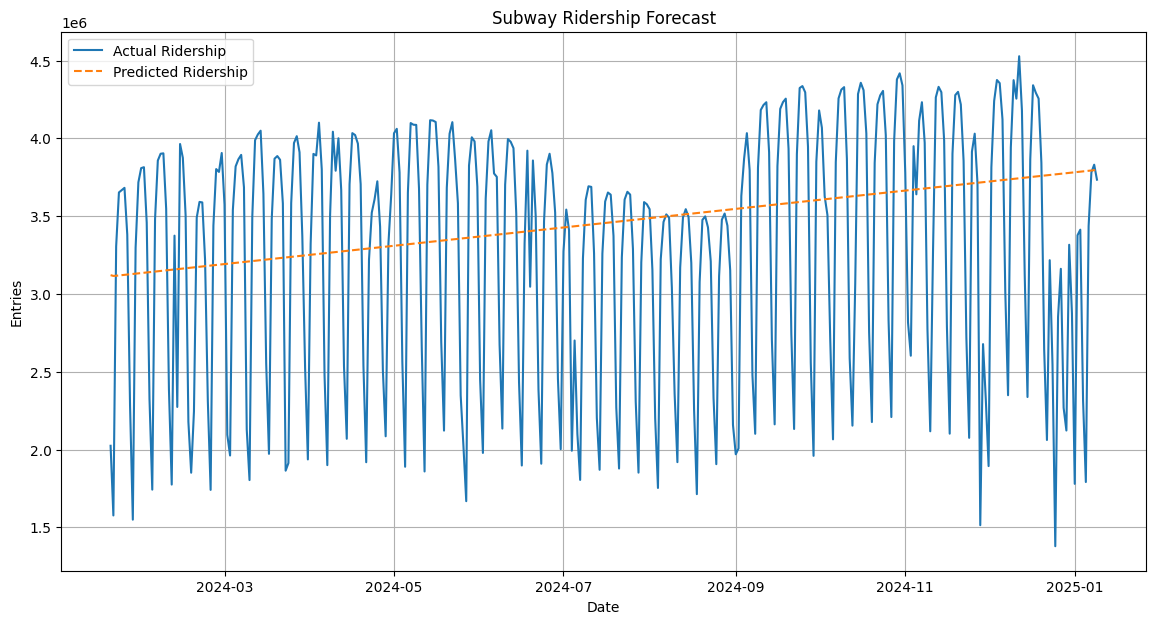 Subway Ridership Forecast
1e6
Actual Ridership
Predicted Ridership
4.5
4.0
3.5
3.0
2.5
2.0
1.5
Entries
2024-03 2024-05 2024-07 2024-09 2024-11 2025-01
Date